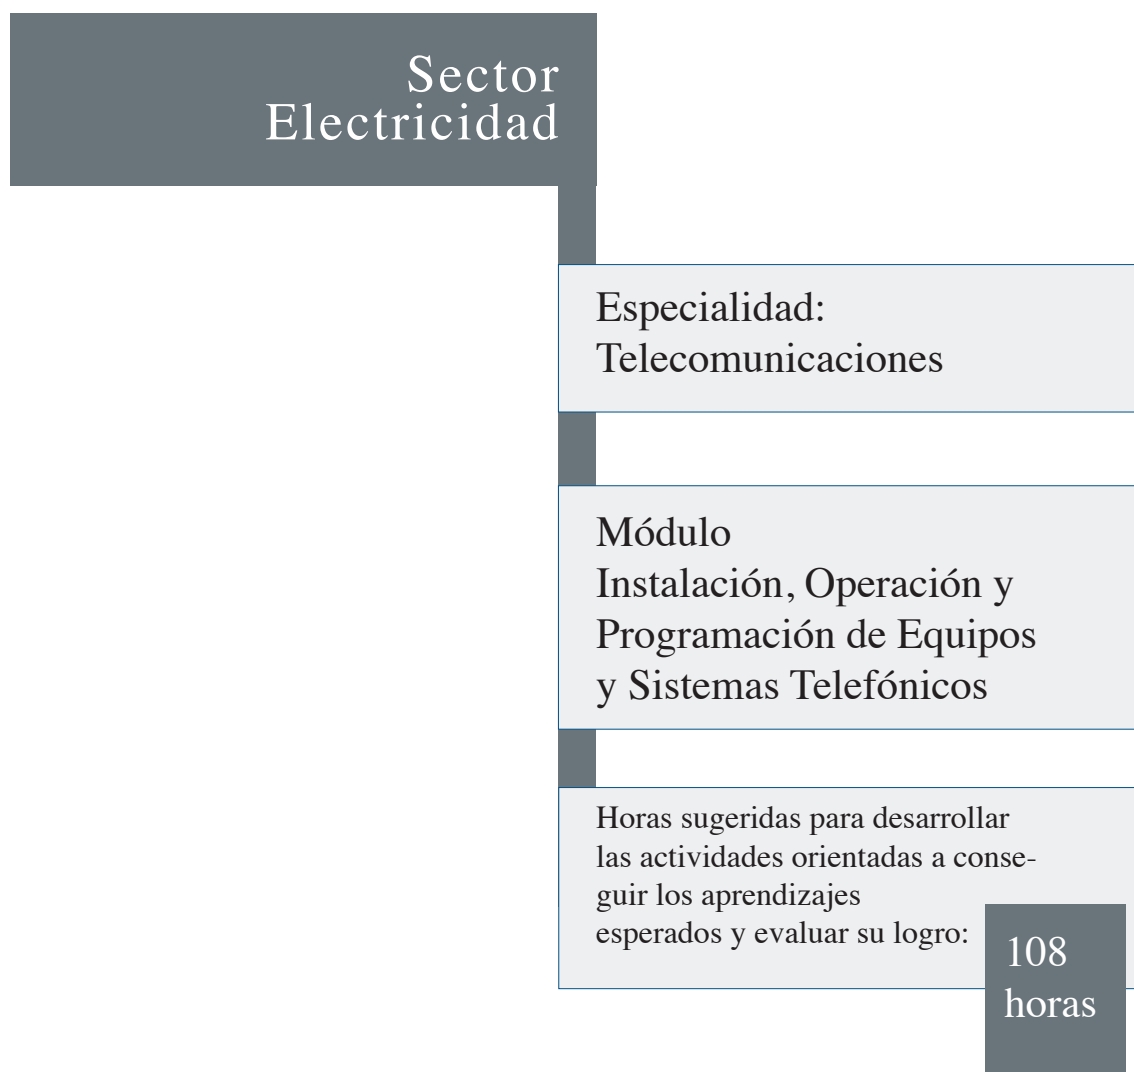 Sector
Electricidad
Especialidad:
Telecomunicaciones
Módulo
Instalación, Operación y
Programación de Equipos
y Sistemas Telefónicos
Horas sugeridas para desarrollar
las actividades orientadas a conse-
guir los aprendizajes
esperados y evaluar su logro:
108
horas